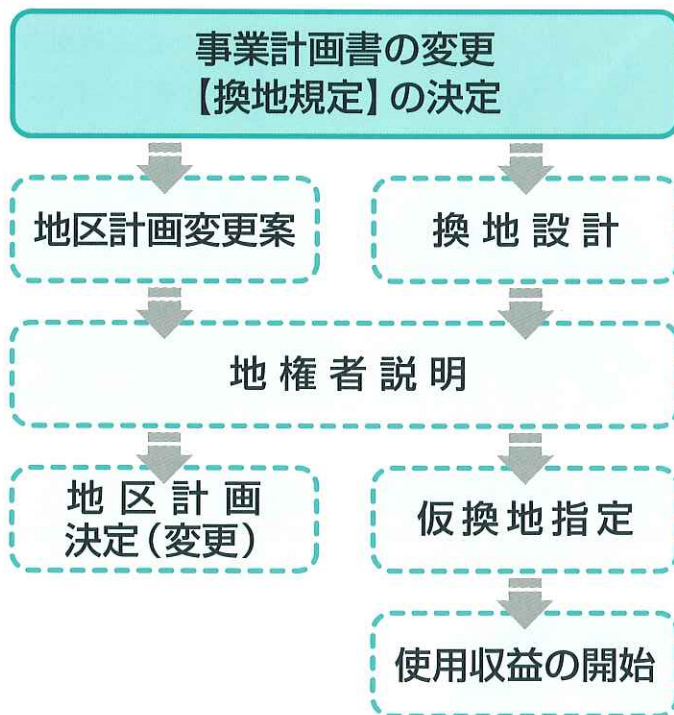 事業計画書の変更
【換地規定】の決定
地区計画変更案
換地設計
地権者説明
地区計画
決定(変更)
仮換地指定
使用収益の開始